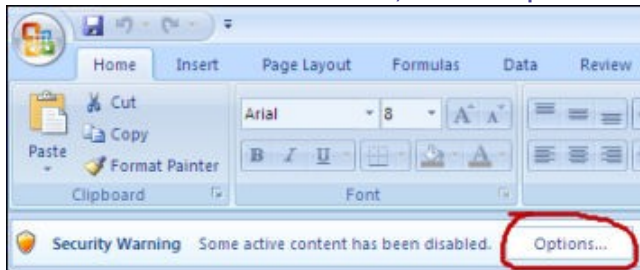 Home Insert Page Layout Formulas Data Review
Cut
Arial 8 A A
Copy
Paste
Format Painter
B I U A
Clipboard Font
Security Warning Some active content has been disabled. Options...